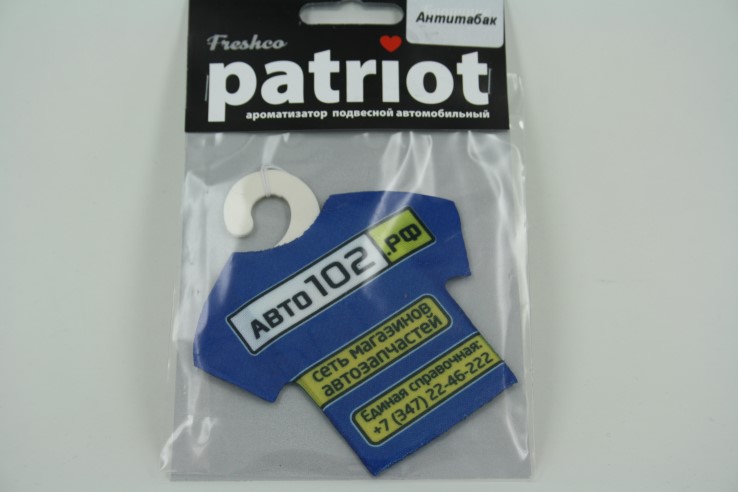 Антитабак
Freshco
patriot
ароматизатор подвесной автомобильный
АВТО102.РФ
сеть магазинов
автозапчастей
Единая справочная:
+7 (347) 22-46-222